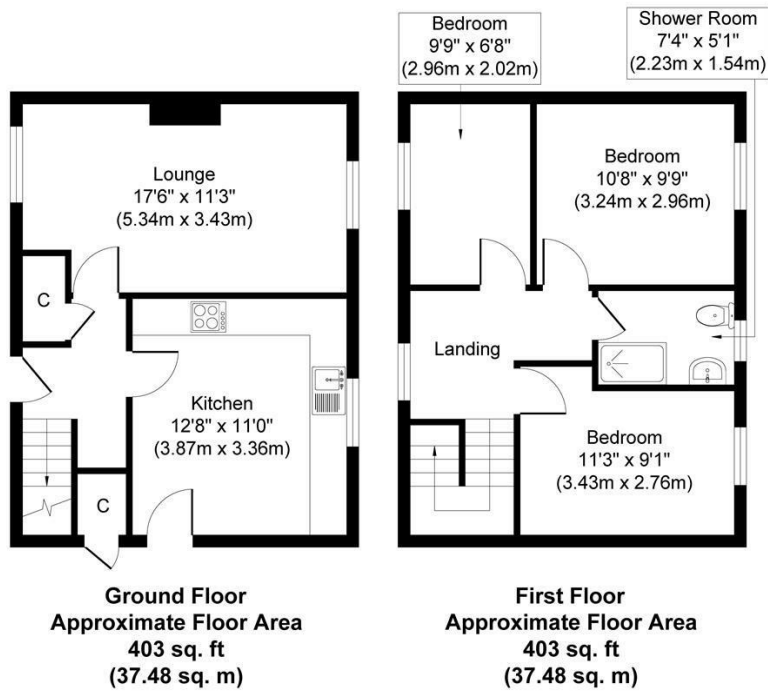 Bedroom
9'9" x 6'8"
(2.96m x 2.02m)
Shower Room
7'4" x 5'1"
(2.23m x 1.54m)
Lounge
17'6" x 11'3"
(5.34m x 3.43m)
C
Kitchen
12'8" x 11'0"
(3.87m x 3.36m)
C
Bedroom
10'8" x 9'9"
(3.24m x 2.96m)
Landing
Bedroom
11'3" x 9'1"
(3.43m x 2.76m)
Ground Floor
Approximate Floor Area
403 sq. ft
(37.48 sq. m)
First Floor
Approximate Floor Area
403 sq. ft
(37.48 sq. m)